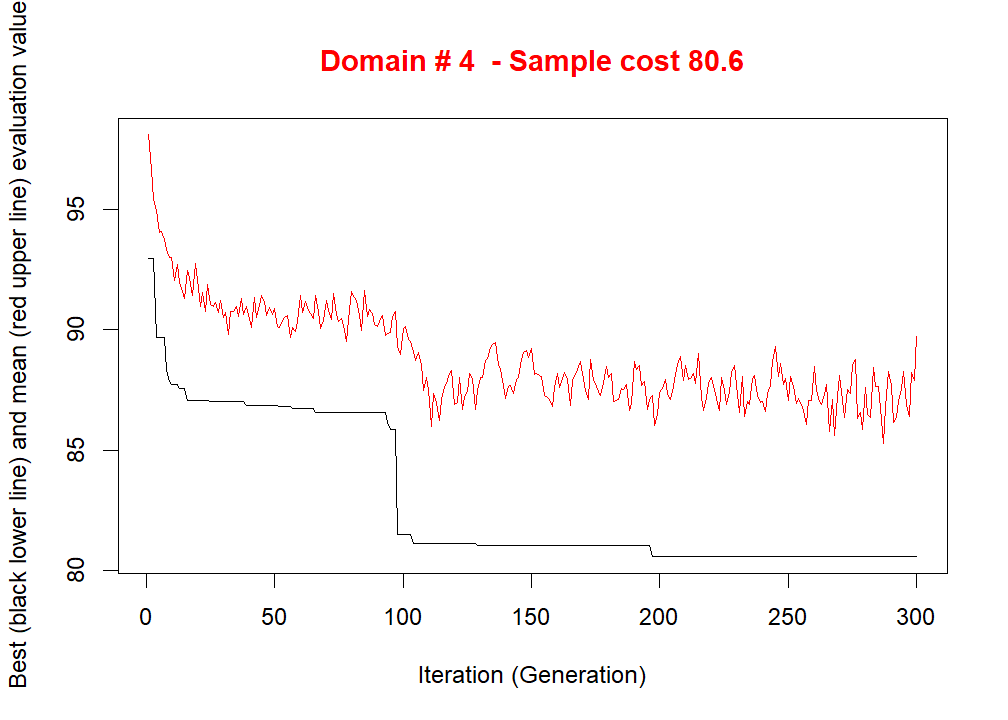 Domain # 4 - Sample cost 80.6
Best (black lower line) and mean (red upper line) evaluation value
95
90
85
80
0 50 100 150 200 250 300
Iteration (Generation)